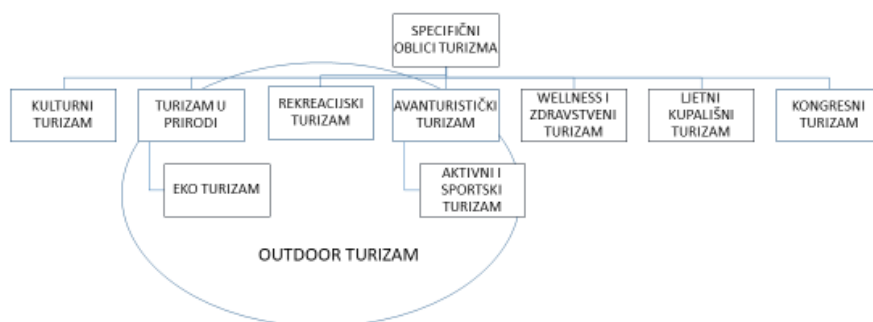 SPECIFIČNI
OBLICI TURIZMA
KULTURNI
TURIZAM
TURIZAM U
PRIRODI
REKREACIJSKI
TURIZAM
AVANTURISTIČKI
TURIZAM
WELLNESS I
ZDRAVSTVENI
TURIZAM
LJETNI
KUPALIŠNI
TURIZAM
KONGRESNI
TURIZAM
EKO TURIZAM
AKTIVNI I
SPORTSKI
TURIZAM
OUTDOOR TURIZAM